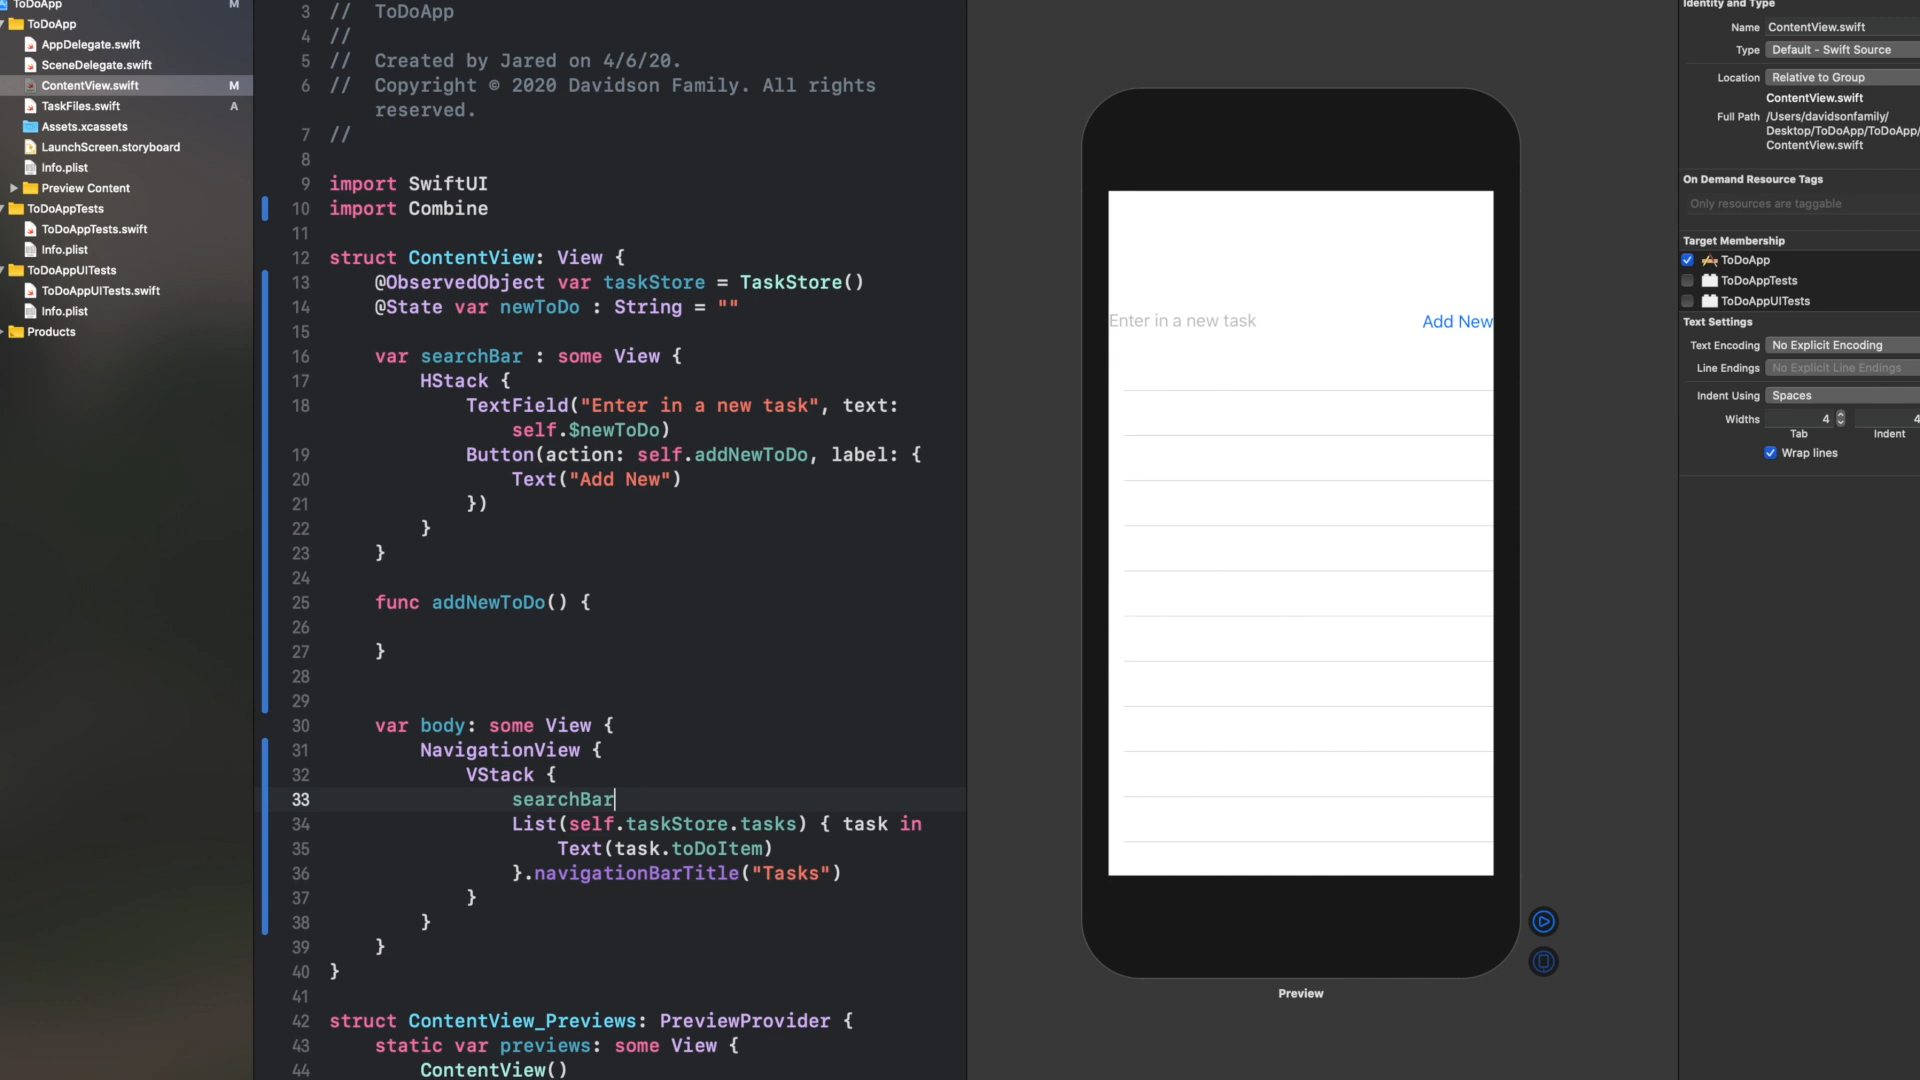 ToDoApp M
ToDoApp
AppDelegate.swift
SceneDelegate.swift
ContentView.swift M
TaskFiles.swift A
Assets.xcassets
LaunchScreen.storyboard
Info.plist
Preview Content
ToDoAppTests
ToDoAppTests.swift
Info.plist
ToDoAppUITests
ToDoAppUITests.swift
Info.plist
Products
3 // ToDoApp
4 //
5 // Created by Jared on 4/6/20.
6 // Copyright © 2020 Davidson Family. All rights
reserved.
7 //
8
9 import SwiftUI
10 import Combine
11
12 struct ContentView: View {
13 @ObservedObject var taskStore = TaskStore()
14 @State var newToDo : String = ""
15
16 var searchBar : some View {
17 HStack {
18 TextField("Enter in a new task", text:
self.$newToDo)
19 Button(action: self.addNewToDo, label: {
20 Text("Add New")
21 })
22 }
23 }
24
25 func addNewToDo() {
26
27 }
28
29
30 var body: some View {
31 NavigationView {
32 VStack {
33 searchBar
34 List(self.taskStore.tasks) { task in
35 Text(task.toDoItem)
36 }.navigationBarTitle("Tasks")
37 }
38 }
39 }
40 }
41
42 struct ContentView_Previews: PreviewProvider {
43 static var previews: some View {
44 ContentView()
Enter in a new task Add New
Preview
Identity and Type
Name ContentView.swift
Type Default - Swift Source
Location Relative to Group
ContentView.swift
Full Path /Users/davidsonfamily/
Desktop/ToDoApp/ToDoApp/
ContentView.swift
On Demand Resource Tags
Only resources are taggable
Target Membership
ToDoApp
ToDoAppTests
ToDoAppUITests
Text Settings
Text Encoding No Explicit Encoding
Line Endings No Explicit Line Endings
Indent Using Spaces
Widths 4 4
Tab Indent
Wrap lines